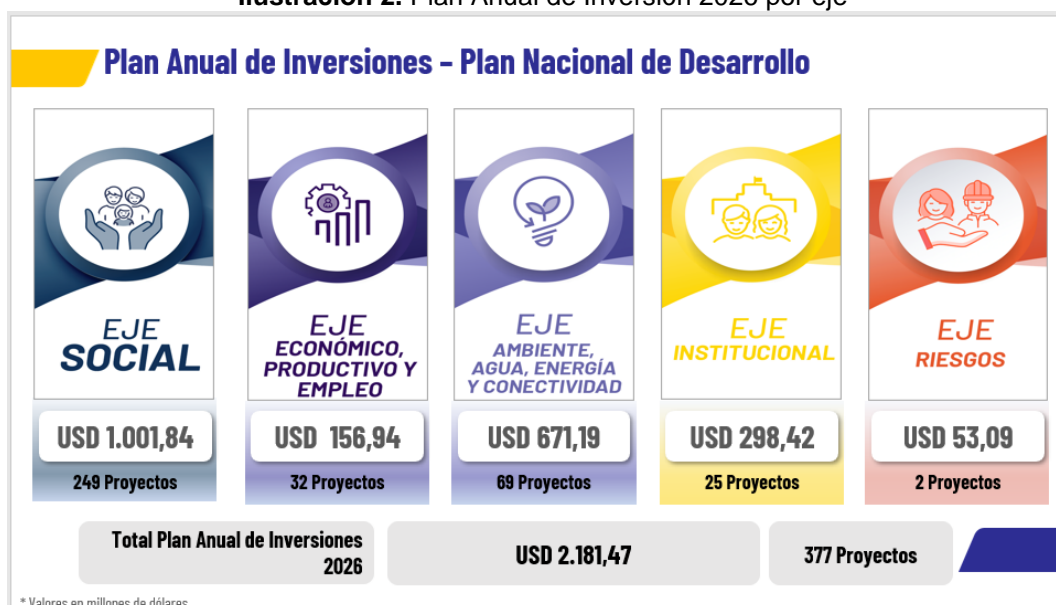 Ilustración 2. Plan Anual de Inversión 2026 por eje
Plan Anual de Inversiones – Plan Nacional de Desarrollo
EJE
SOCIAL
USD 1.001,84
249 Proyectos
EJE
ECONÓMICO,
PRODUCTIVO Y
EMPLEO
USD 156,94
32 Proyectos
EJE
AMBIENTE,
AGUA, ENERGÍA
Y CONECTIVIDAD
USD 671,19
69 Proyectos
EJE
INSTITUCIONAL
USD 298,42
25 Proyectos
EJE
RIESGOS
USD 53,09
2 Proyectos
Total Plan Anual de Inversiones
2026
USD 2.181,47
377 Proyectos
* Valores en millones de dólares